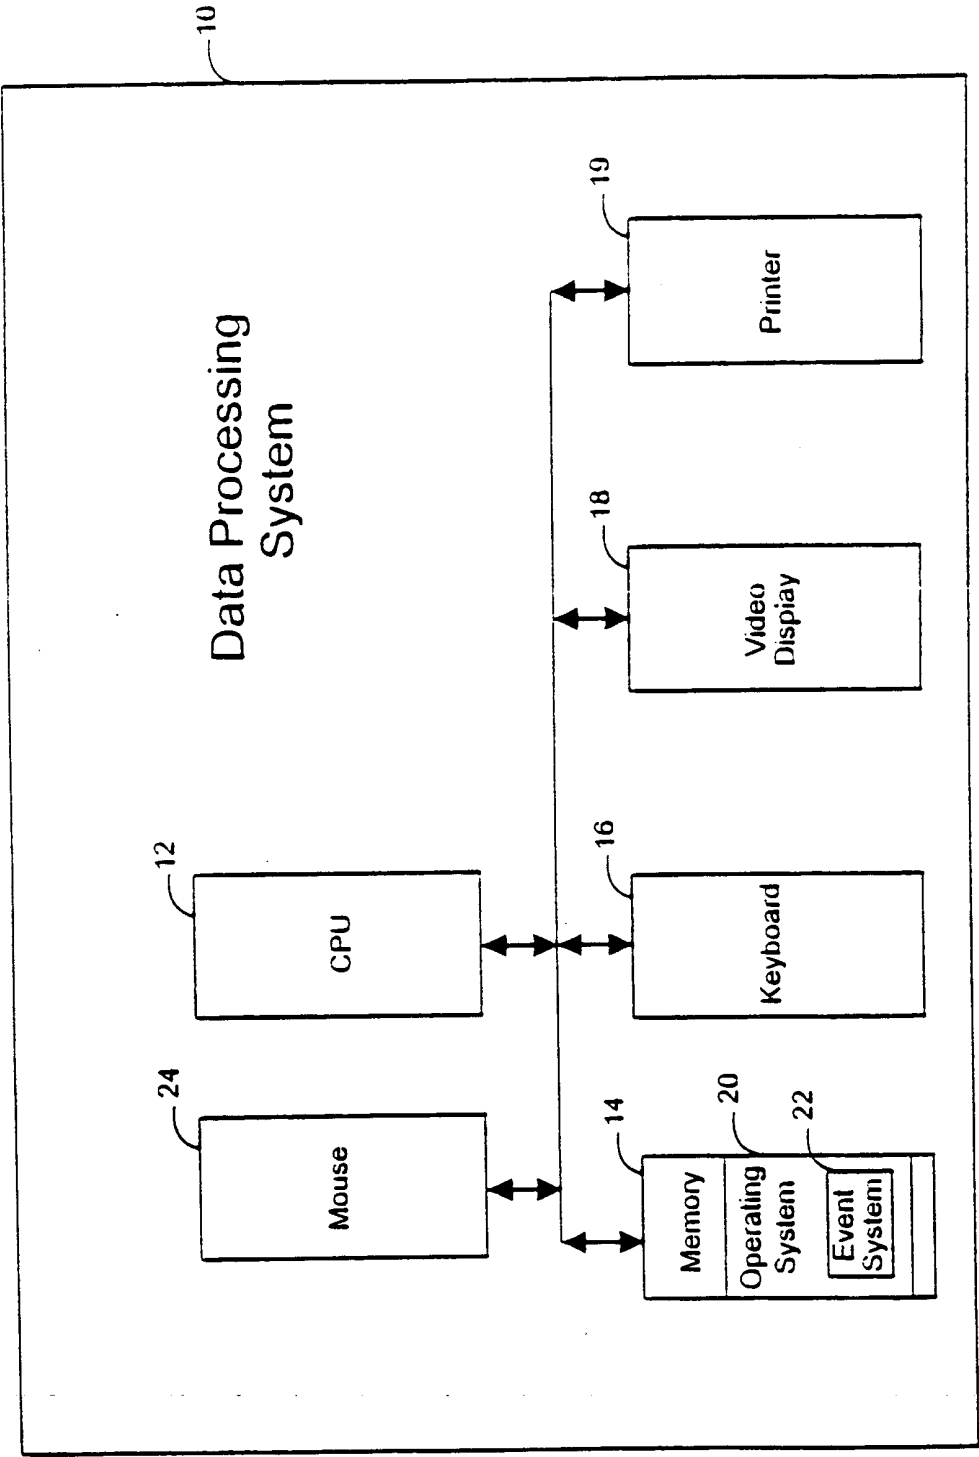 10
Data Processing
System
24
Mouse
12
CPU
14
Memory
20
Operating
System
22
Event
System
16
Keyboard
18
Video
Display
19
Printer